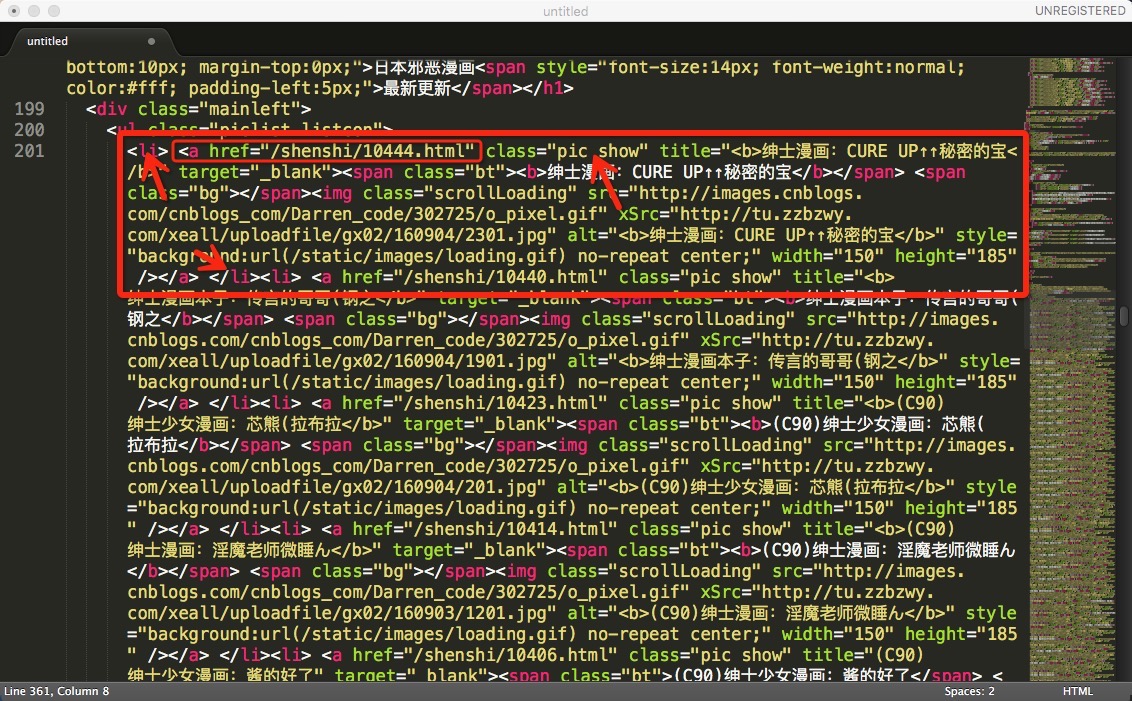 untitled
UNREGISTERED
untitled
bottom:10px; margin-top:0px;">日本邪恶漫画<span style="font-size:14px; font-weight:normal;
color:#fff; padding-left:5px;">最新更新</span></h1>
199 <div class="mainleft">
200 <ul class="piclist listcon">
201 <li> <a href="/shenshi/10444.html" class="pic show" title="<b>绅士漫画: CURE UP↑↑秘密的宝<
/b>" target="_blank"><span class="bt"><b>绅士漫画: CURE UP↑↑秘密的宝</b></span> <span
class="bg"></span><img class="scrollLoading" src="http://images.cnblogs.
com/cnblogs_com/Darren_code/302725/o_pixel.gif" xSrc="http://tu.zzbzwy.
com/xeall/uploadfile/gx02/160904/2301.jpg" alt="<b>绅士漫画: CURE UP↑↑秘密的宝</b>" style=
"background:url(/static/images/loading.gif) no-repeat center;" width="150" height="185"
/></a> </li><li> <a href="/shenshi/10440.html" class="pic show" title="<b>
绅士漫画本子: 传言的哥哥(钢之</b>" target="_blank"><span class="bt"><b>绅士漫画本子: 传言的哥哥(
钢之</b></span> <span class="bg"></span><img class="scrollLoading" src="http://images.
cnblogs.com/cnblogs_com/Darren_code/302725/o_pixel.gif" xSrc="http://tu.zzbzwy.
com/xeall/uploadfile/gx02/160904/1901.jpg" alt="<b>绅士漫画本子: 传言的哥哥(钢之</b>" style=
"background:url(/static/images/loading.gif) no-repeat center;" width="150" height="185"
/></a> </li><li> <a href="/shenshi/10423.html" class="pic show" title="<b>(C90)
绅士少女漫画: 芯熊(拉布拉</b>" target="_blank"><span class="bt"><b>(C90)绅士少女漫画: 芯熊(
拉布拉</b></span> <span class="bg"></span><img class="scrollLoading" src="http://images.
cnblogs.com/cnblogs_com/Darren_code/302725/o_pixel.gif" xSrc="http://tu.zzbzwy.
com/xeall/uploadfile/gx02/160904/201.jpg" alt="<b>(C90)绅士少女漫画: 芯熊(拉布拉</b>" style
="background:url(/static/images/loading.gif) no-repeat center;" width="150" height="185
" /></a> </li><li> <a href="/shenshi/10414.html" class="pic show" title="<b>(C90)
绅士漫画: 淫魔老师微睡ん</b>" target="_blank"><span class="bt"><b>(C90)绅士漫画: 淫魔老师微睡ん
</b></span> <span class="bg"></span><img class="scrollLoading" src="http://images.
cnblogs.com/cnblogs_com/Darren_code/302725/o_pixel.gif" xSrc="http://tu.zzbzwy.
com/xeall/uploadfile/gx02/160903/1201.jpg" alt="<b>(C90)绅士漫画: 淫魔老师微睡ん</b>" style
="background:url(/static/images/loading.gif) no-repeat center;" width="150" height="185
" /></a> </li><li> <a href="/shenshi/10406.html" class="pic show" title="(C90)
绅士少女漫画: 酱的好了" target="_blank"><span class="bt">(C90)绅士少女漫画: 酱的好了</span> <
Line 361, Column 8
Spaces: 2
HTML